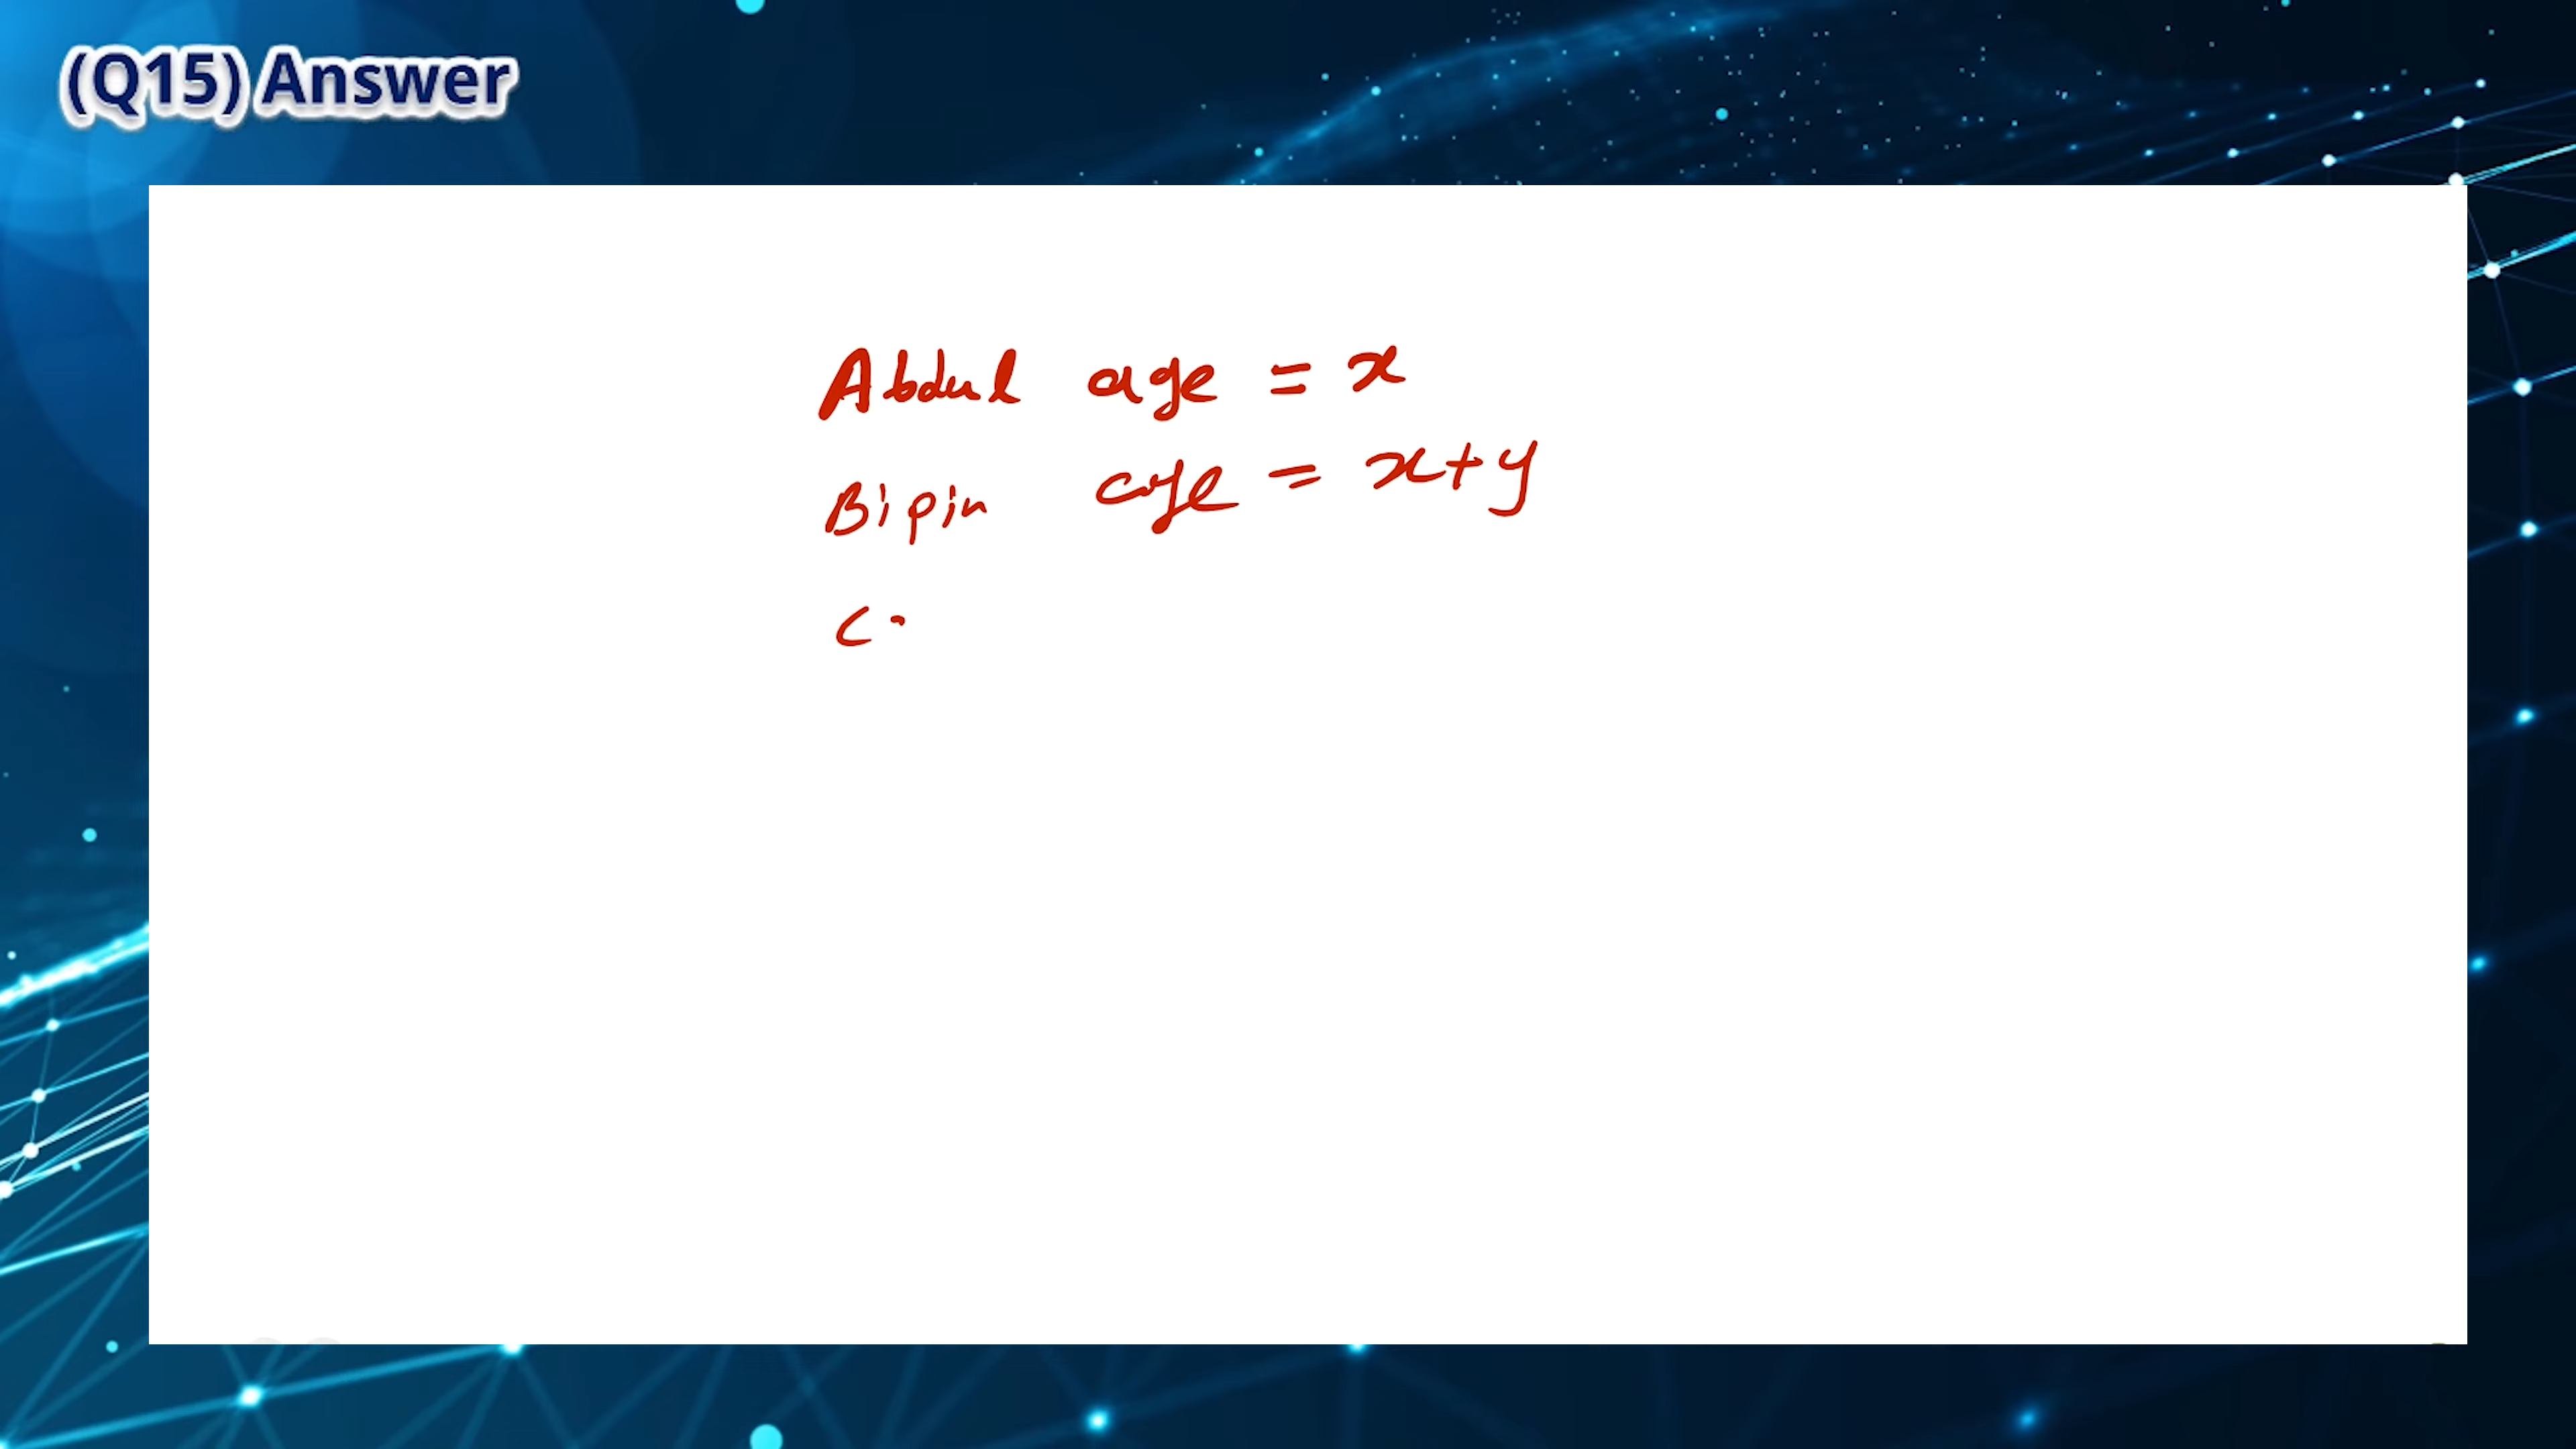 (Q15) Answer
Abdul age = x
Bipin age = x+y
C